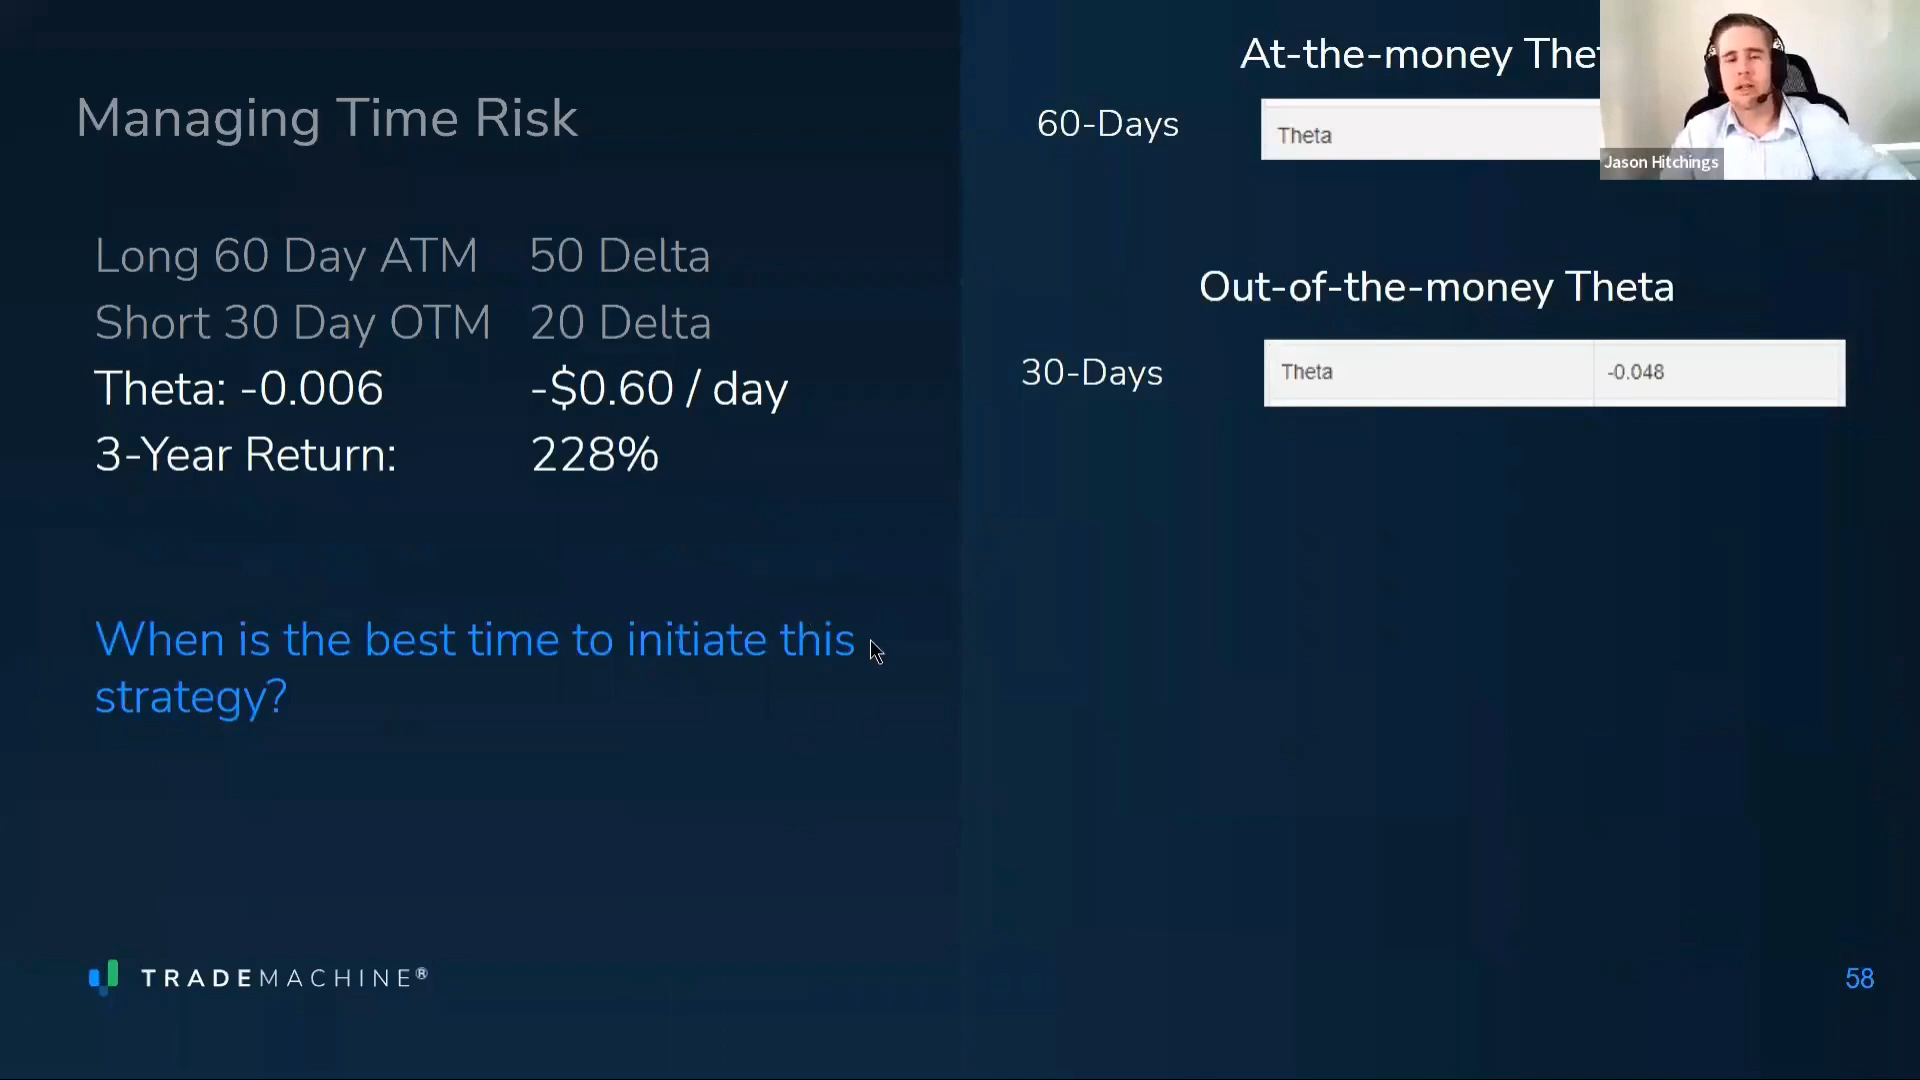 Managing Time Risk
Long 60 Day ATM 50 Delta
Short 30 Day OTM 20 Delta
Theta: -0.006 -$0.60 / day
3-Year Return: 228%
When is the best time to initiate this
strategy?
TRADEMACHINE®
At-the-money
60-Days Theta
Out-of-the-money Theta
30-Days Theta -0.048
Jason Hitchings
58